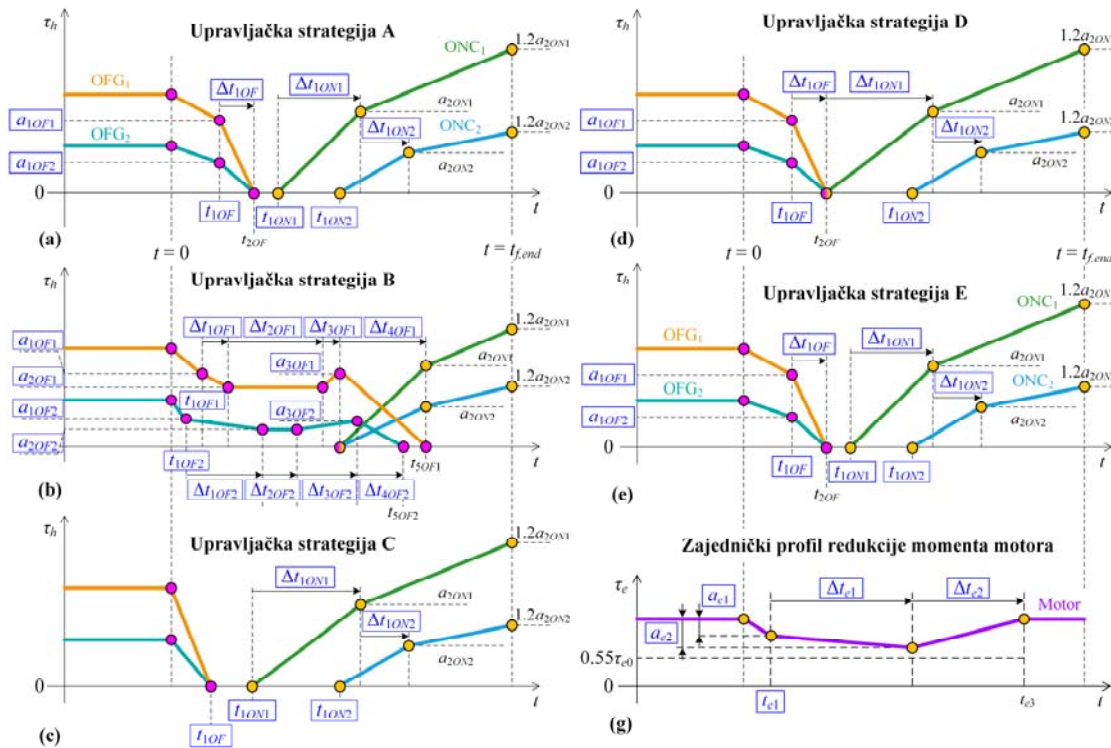 τh
Upravljačka strategija A
ONC1
1.2a2ON1
OFG1
Δt1OF
Δt1ON1
a2ON1
a1OF1
OFG2
Δt1ON2
ONC2
1.2a2ON2
a1OF2
a2ON2
0
t1OF
t1ON1
t1ON2
t
t2OF
(a)
t = 0
t = tf,end
τh
Upravljačka strategija B
1.2a2ON1
Δt1OF1
Δt2OF1
Δt3OF1
Δt4OF1
a1OF1
a3OF1
a2ON1
a2OF1
1.2a2ON2
t1OF1
a1OF2
a3OF2
a2ON2
a2OF2
t1OF2
t5OF1
t
Δt1OF2
Δt2OF2
Δt3OF2
Δt4OF2
(b)
t5OF2
Upravljačka strategija C
1.2a2ON1
Δt1ON1
a2ON1
Δt1ON2
1.2a2ON2
a2ON2
0
t1ON1
t1ON2
t
t1OF
(c)
τh
Upravljačka strategija D
1.2a2ON1
Δt1OF
Δt1ON1
a2ON1
a1OF1
Δt1ON2
1.2a2ON2
a1OF2
a2ON2
0
t1OF
t1ON2
t
t2OF
(d)
t = 0
t = tf,end
τh
Upravljačka strategija E
ONC1
1.2a2ON1
OFG1
Δt1OF
Δt1ON1
a2ON1
a1OF1
OFG2
Δt1ON2
ONC2
1.2a2ON2
a1OF2
a2ON2
0
t1OF
t1ON1
t1ON2
t
t2OF
(e)
Zajednički profil redukcije momenta motora
τe
ae1
Δte1
Δte2
Motor
ae2
0.55τe0
te1
te3
t
(g)